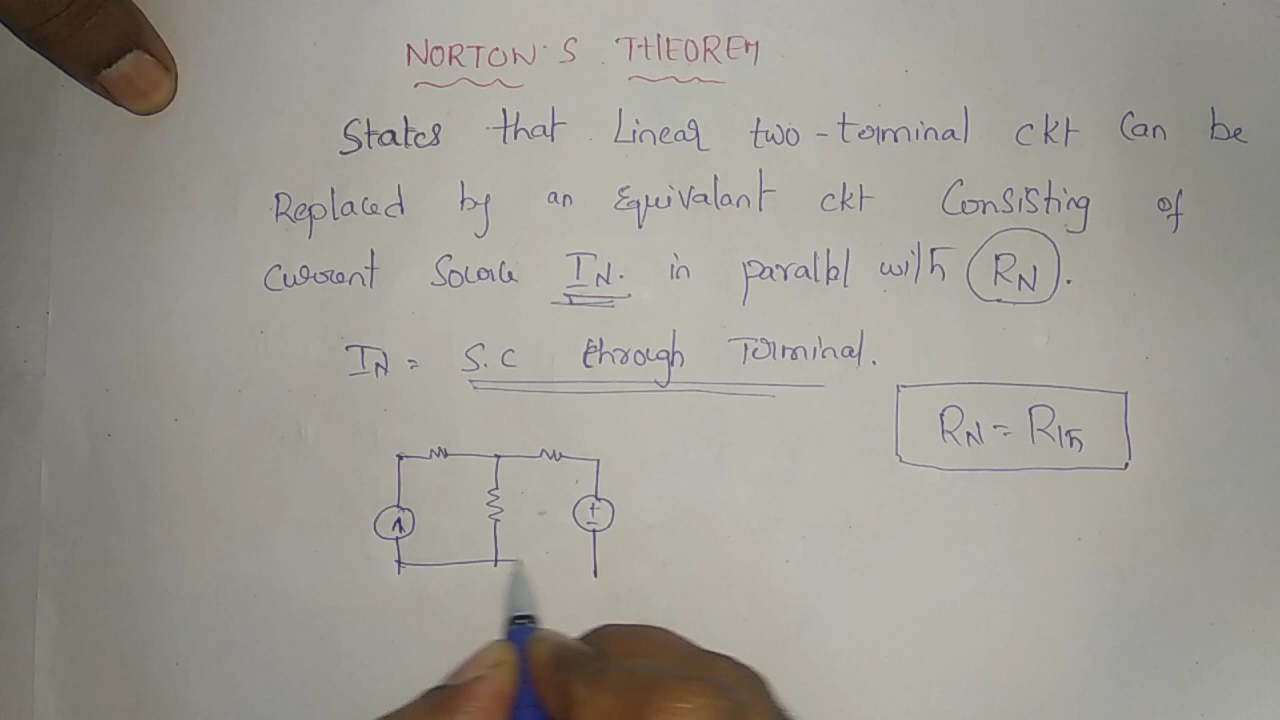 NORTON'S THEOREM
States that Linear two-terminal ckt Can be
Replaced by an Equivalant ckt Consisting of
current Source IN. in parallel with RN.
IN = S.C through Terminal.
RN = Rth
+
-